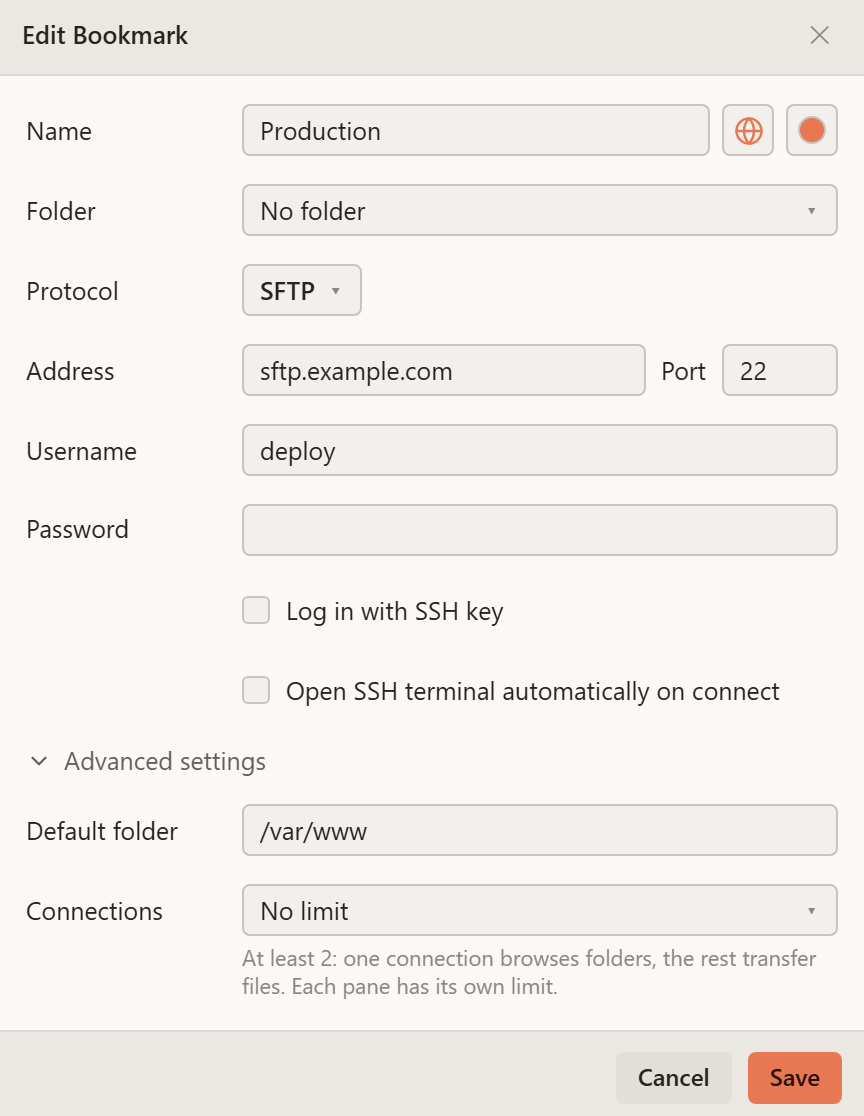 Edit Bookmark
Name
Production
Folder
No folder
Protocol
SFTP
Address
sftp.example.com
Port
22
Username
deploy
Password
Log in with SSH key
Open SSH terminal automatically on connect
Advanced settings
Default folder
/var/www
Connections
No limit
At least 2: one connection browses folders, the rest transfer
files. Each pane has its own limit.
Cancel
Save